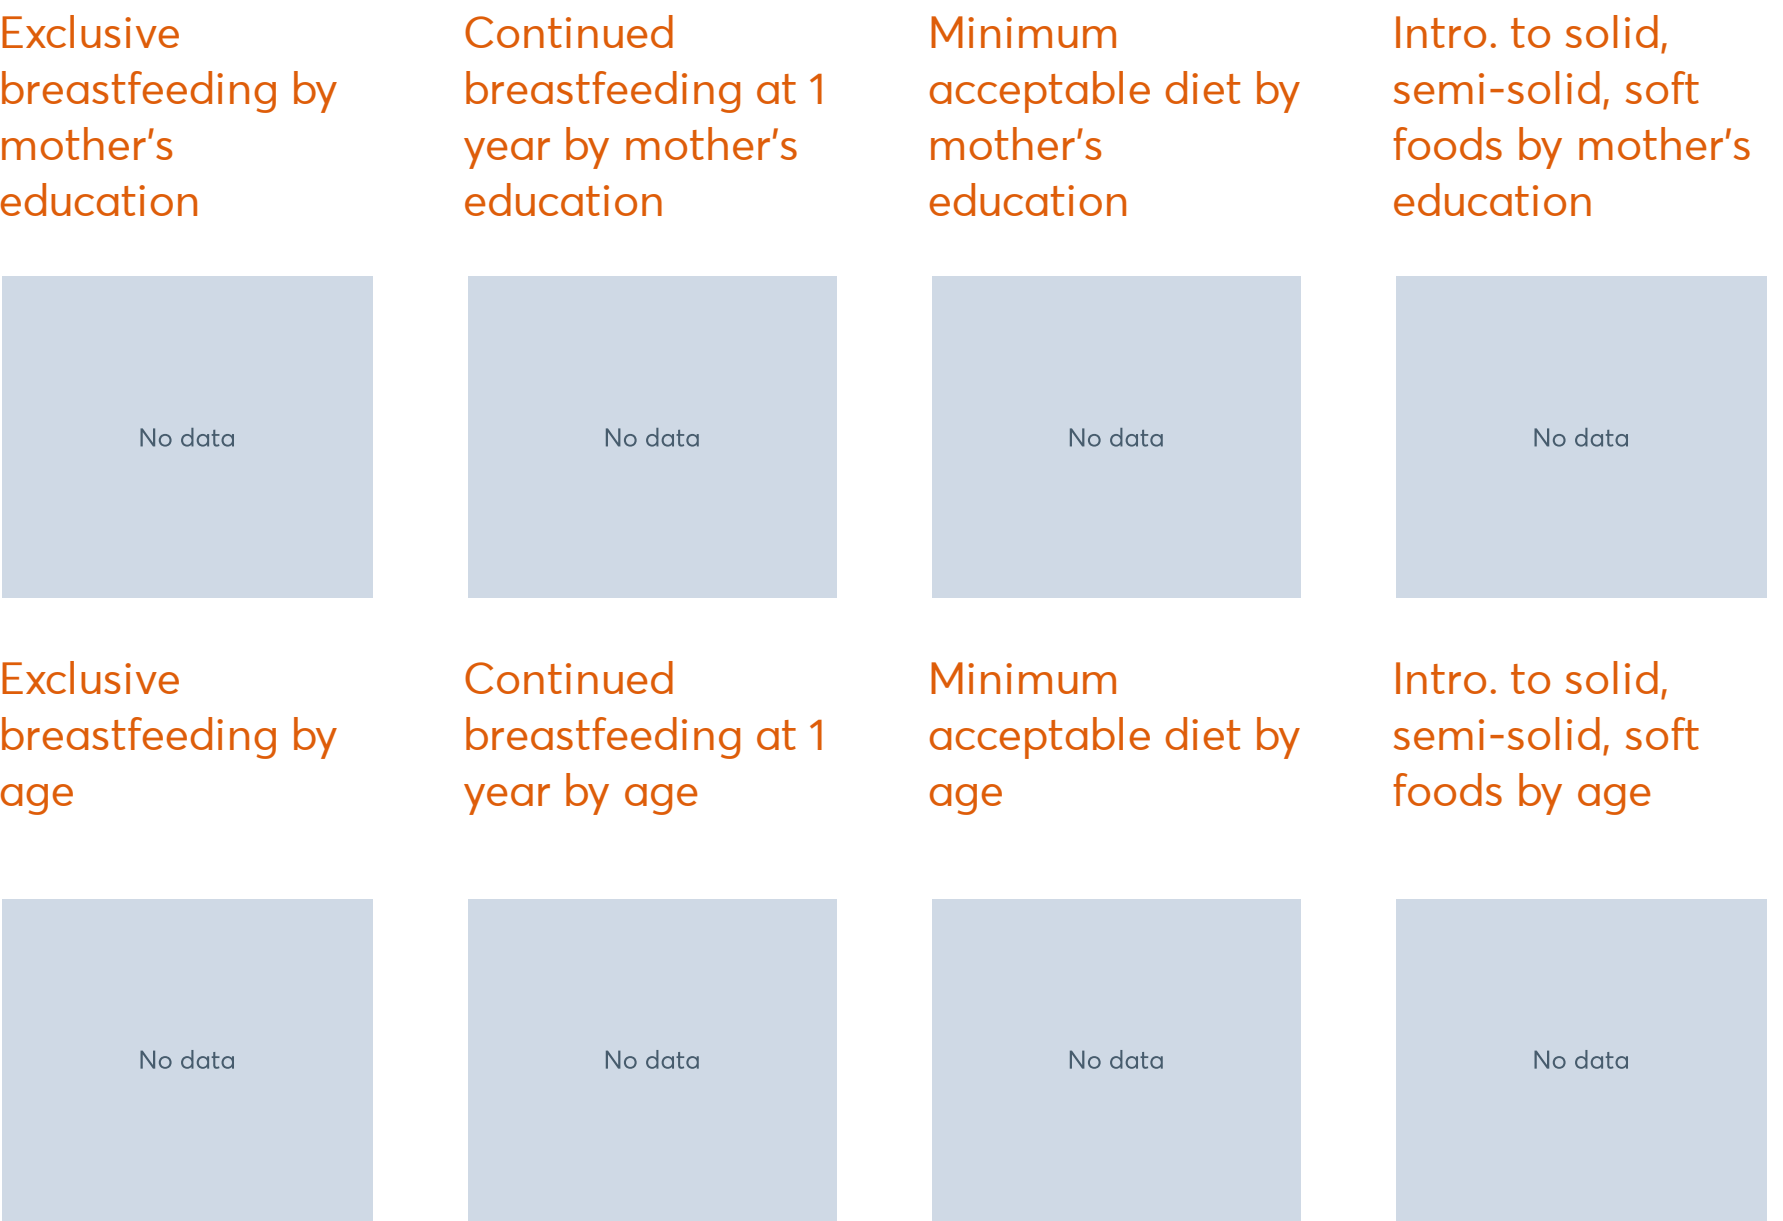 Exclusive
breastfeeding by
mother's
education
Continued
breastfeeding at 1
year by mother's
education
Minimum
acceptable diet by
mother's
education
Intro. to solid,
semi-solid, soft
foods by mother's
education
No data
No data
No data
No data
Exclusive
breastfeeding by
age
Continued
breastfeeding at 1
year by age
Minimum
acceptable diet by
age
Intro. to solid,
semi-solid, soft
foods by age
No data
No data
No data
No data